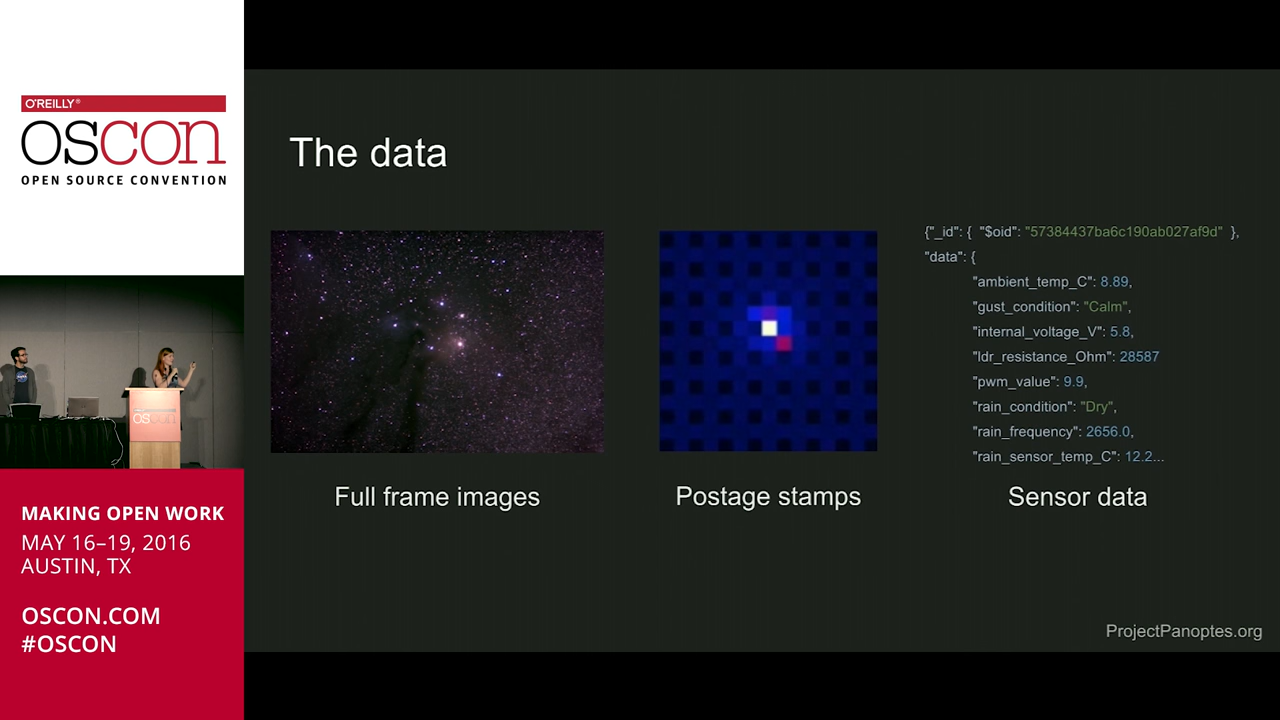 O'REILLY®
OSCON
OPEN SOURCE CONVENTION
MAKING OPEN WORK
MAY 16–19, 2016
AUSTIN, TX
OSCON.COM
#OSCON
The data
Full frame images
Postage stamps
{"_id": { "$oid": "57384437ba6c190ab027af9d" },
"data": {
"ambient_temp_C": 8.89,
"gust_condition": "Calm",
"internal_voltage_V": 5.8,
"ldr_resistance_Ohm": 28587
"pwm_value": 9.9,
"rain_condition": "Dry",
"rain_frequency": 2656.0,
"rain_sensor_temp_C": 12.2...
Sensor data
ProjectPanoptes.org
OSCON